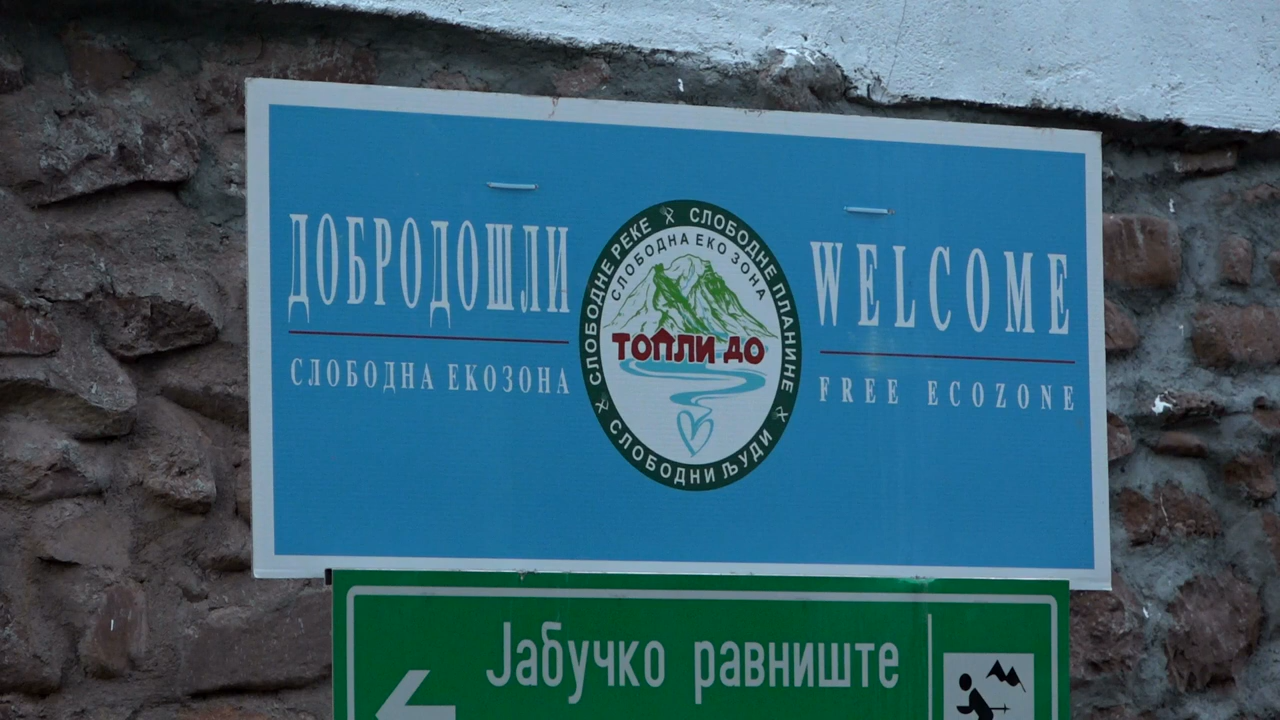 ДОБРОДОШЛИ
СЛОБОДНА ЕКОЗОНА
СЛОБОДНЕ РЕКЕ
СЛОБОДНЕ ПЛАНИНЕ
СЛОБОДНИ ЉУДИ
СЛОБОДНА ЕКО ЗОНА
ТОПЛИ ДО
WELCOME
FREE ECOZONE
Јабучко равниште